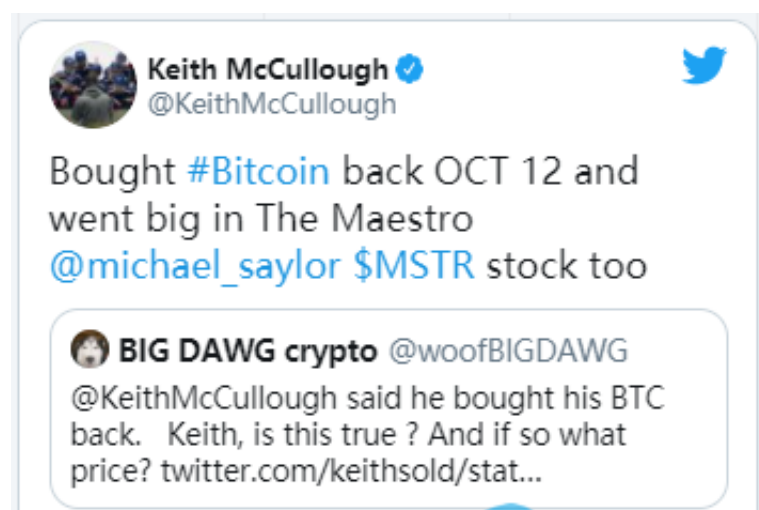 Keith McCullough
@KeithMcCullough
Bought #Bitcoin back OCT 12 and
went big in The Maestro
@michael_saylor $MSTR stock too
BIG DAWG crypto @woofBIGDAWG
@KeithMcCullough said he bought his BTC
back.   Keith, is this true ? And if so what
price? twitter.com/keithsold/stat...